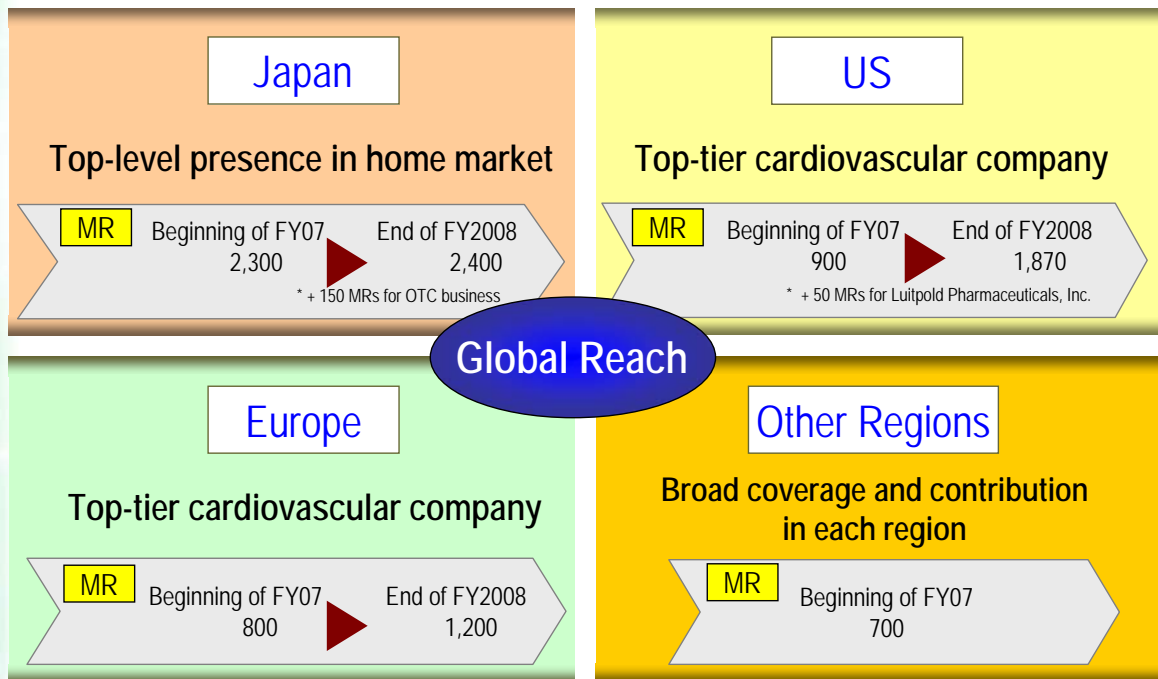 Japan
Top-level presence in home market
MR
Beginning of FY07
2,300
End of FY2008
2,400
* + 150 MRs for OTC business
US
Top-tier cardiovascular company
MR
Beginning of FY07
900
End of FY2008
1,870
* + 50 MRs for Luitpold Pharmaceuticals, Inc.
Global Reach
Europe
Top-tier cardiovascular company
MR
Beginning of FY07
800
End of FY2008
1,200
Other Regions
Broad coverage and contribution
in each region
MR
Beginning of FY07
700